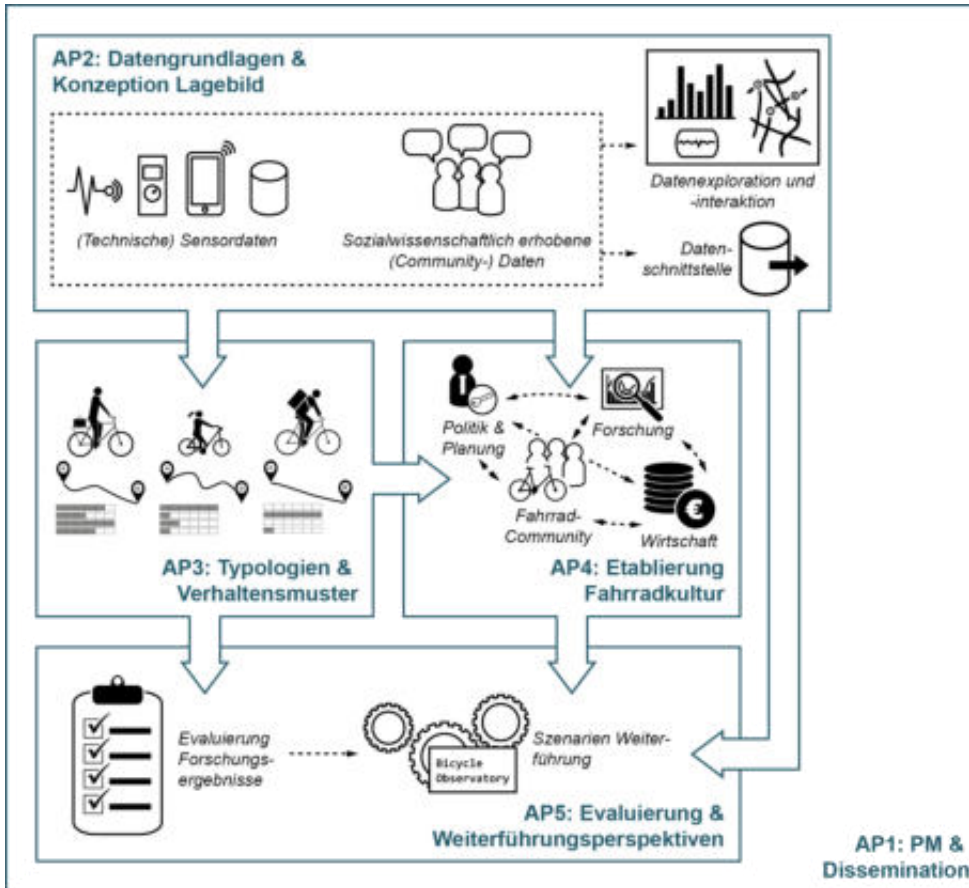 AP2: Datengrundlagen &
Konzeption Lagebild
(Technische) Sensordaten
Sozialwissenschaftlich erhobene
(Community-) Daten
Datenexploration und
-interaktion
Daten-
schnittstelle
Politik &
Planung
Forschung
Fahrrad-
Community
€
Wirtschaft
AP3: Typologien &
Verhaltensmuster
AP4: Etablierung
Fahrradkultur
Evaluierung
Forschungs-
ergebnisse
Bicycle
Observatory
Szenarien Weiter-
führung
AP5: Evaluierung &
Weiterführungsperspektiven
AP1: PM &
Dissemination